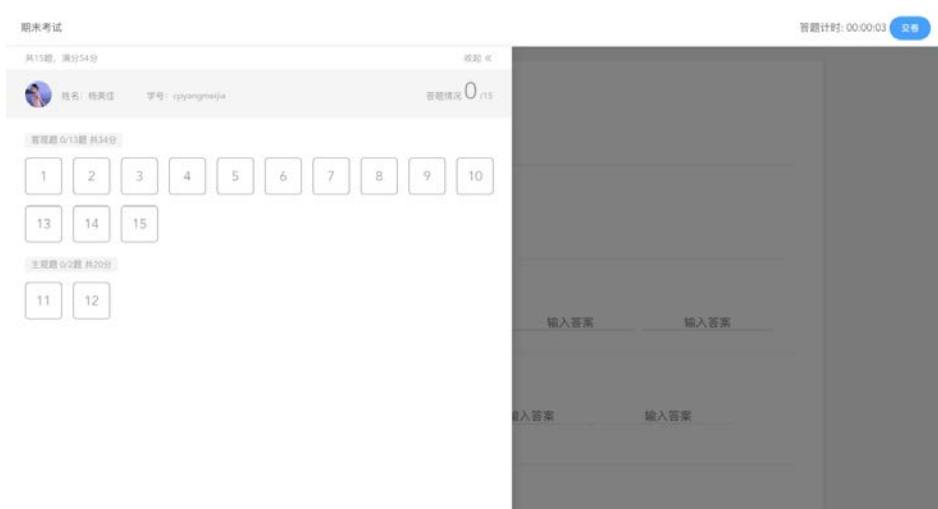 期末考试
答题计时: 00:00:03 交卷
共15题，满分54分 收起 «
姓名: 杨美佳 学号: cpyangmeijia 答题情况 0 /15
客观题 0/13题 共34分
1 2 3 4 5 6 7 8 9 10
13 14 15
主观题 0/2题 共20分
11 12
输入答案 输入答案
输入答案 输入答案